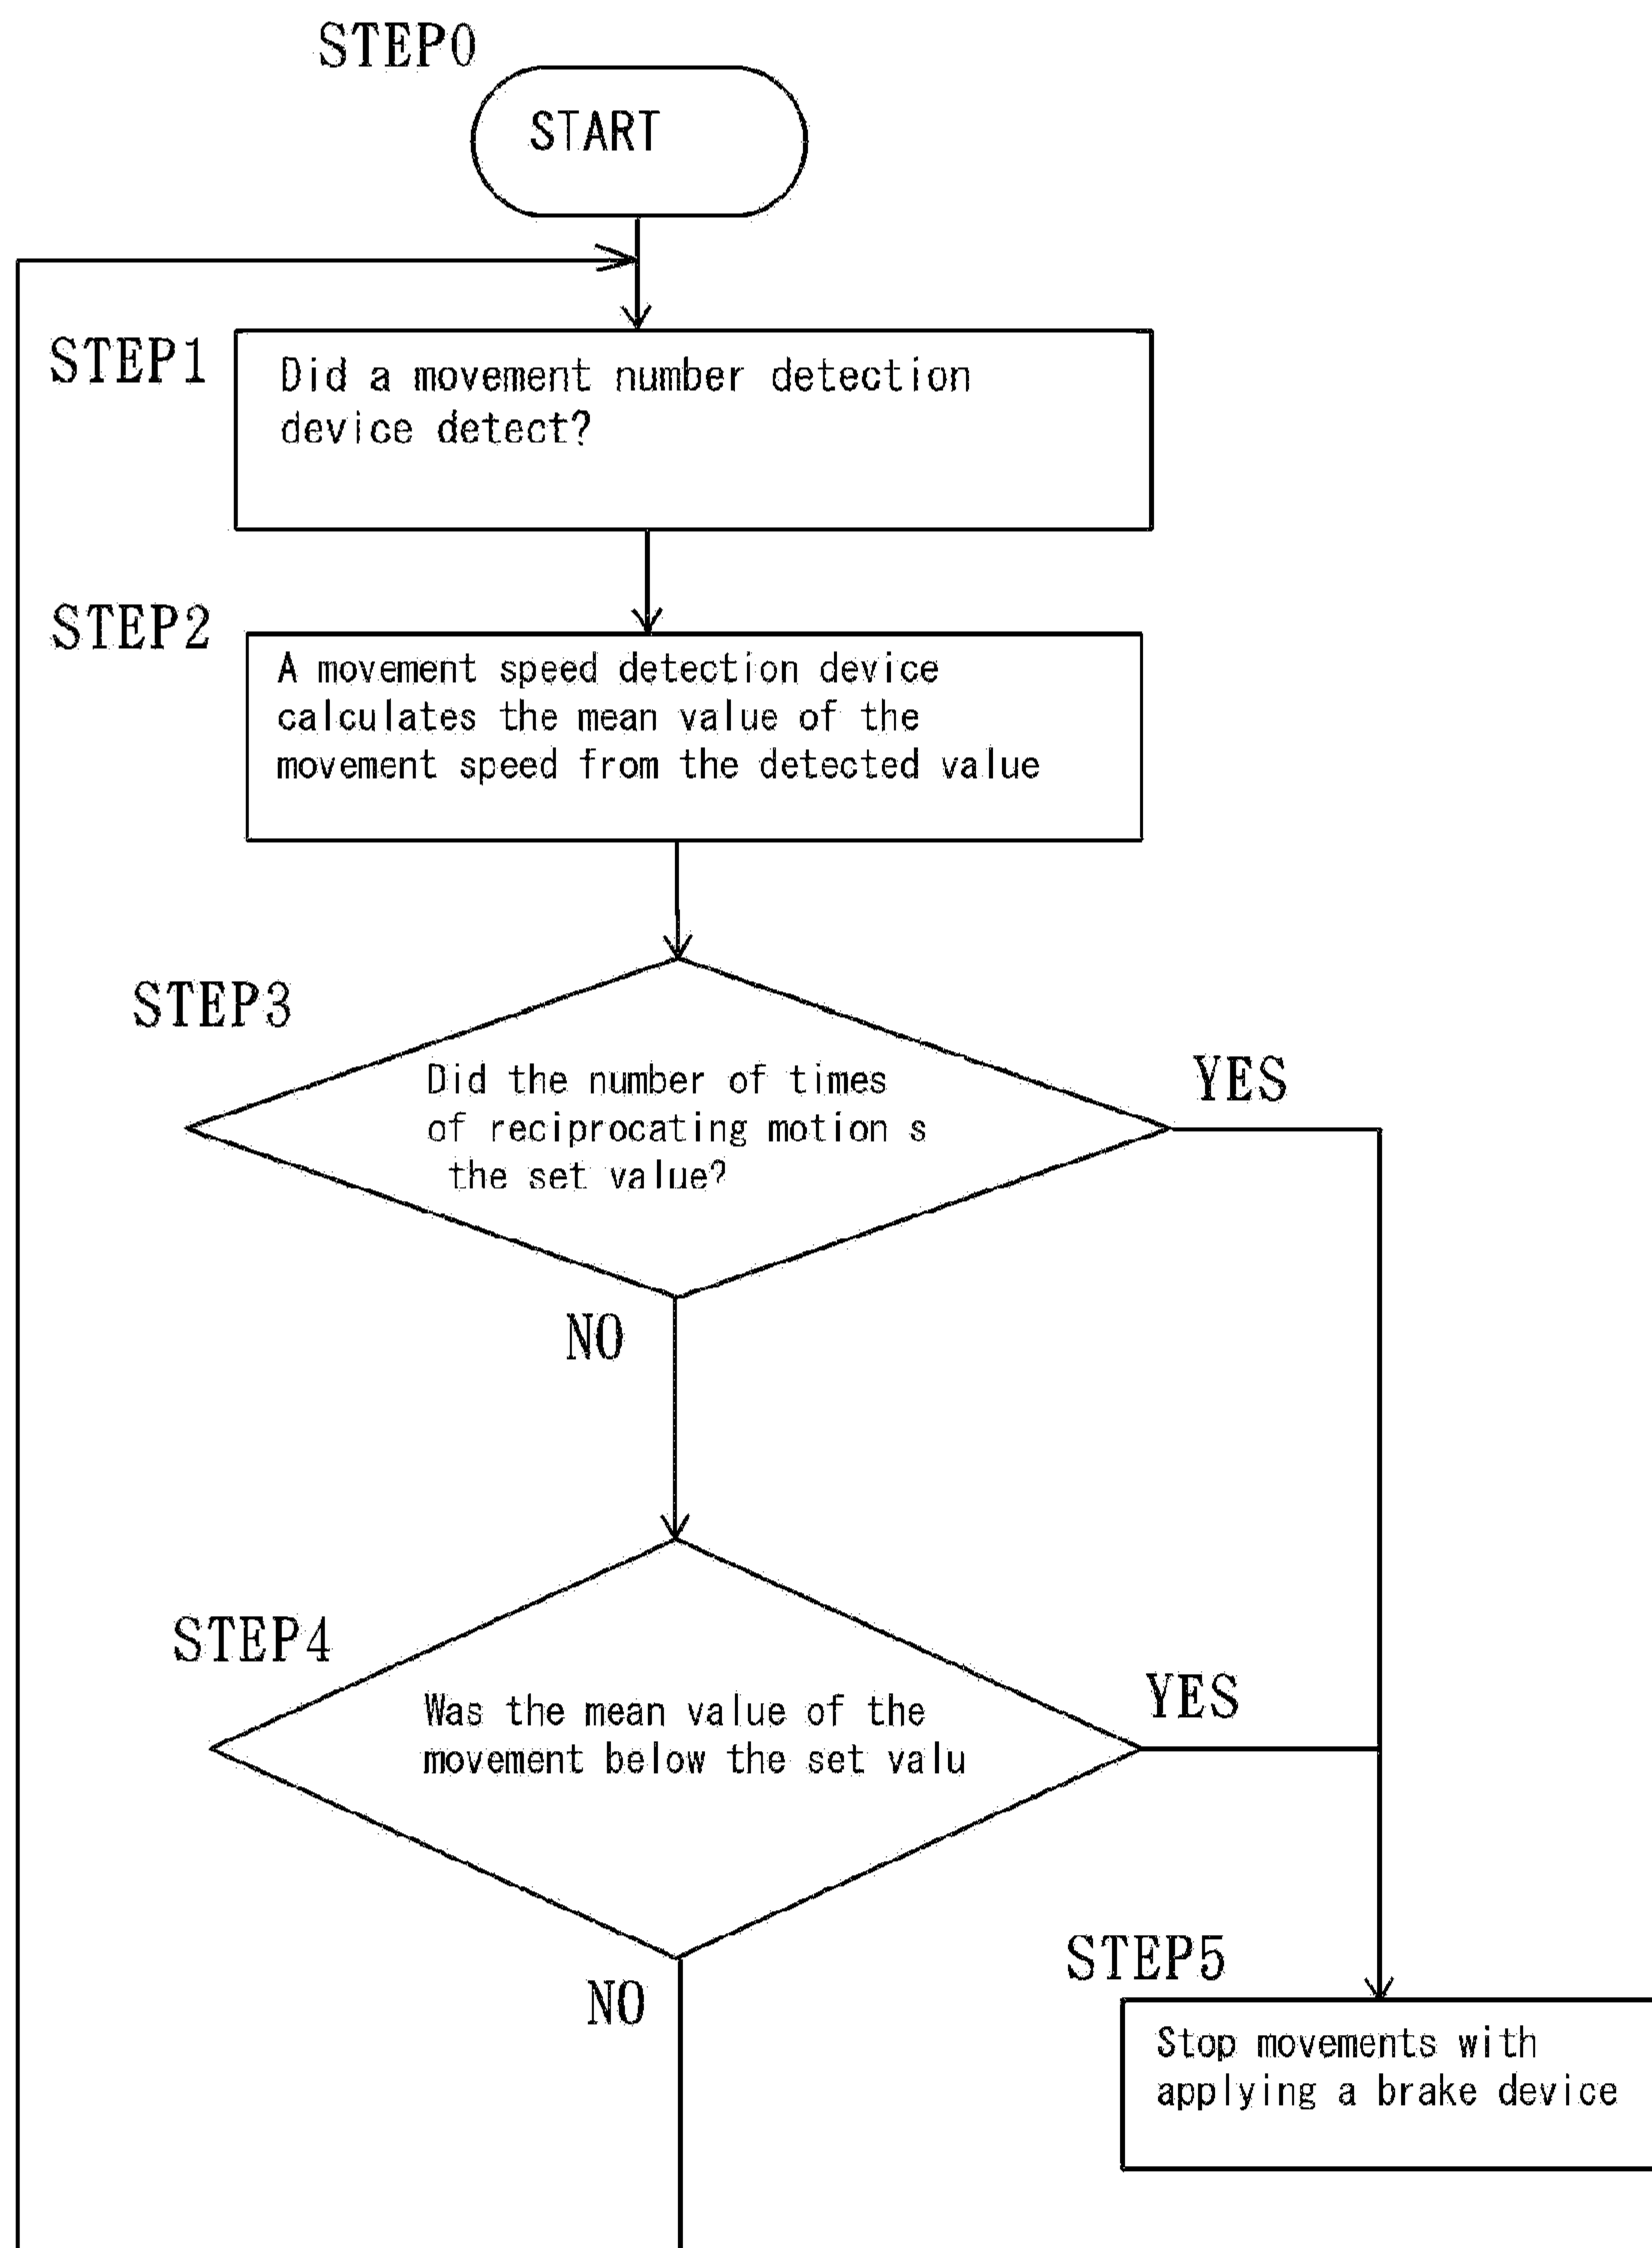 STEP0
START
STEP1
Did a movement number detection
device detect?
STEP2
A movement speed detection device
calculates the mean value of the
movement speed from the detected value
STEP3
Did the number of times
of reciprocating motion s
the set value?
YES
NO
STEP4
Was the mean value of the
movement below the set valu
YES
NO
STEP5
Stop movements with
applying a brake device